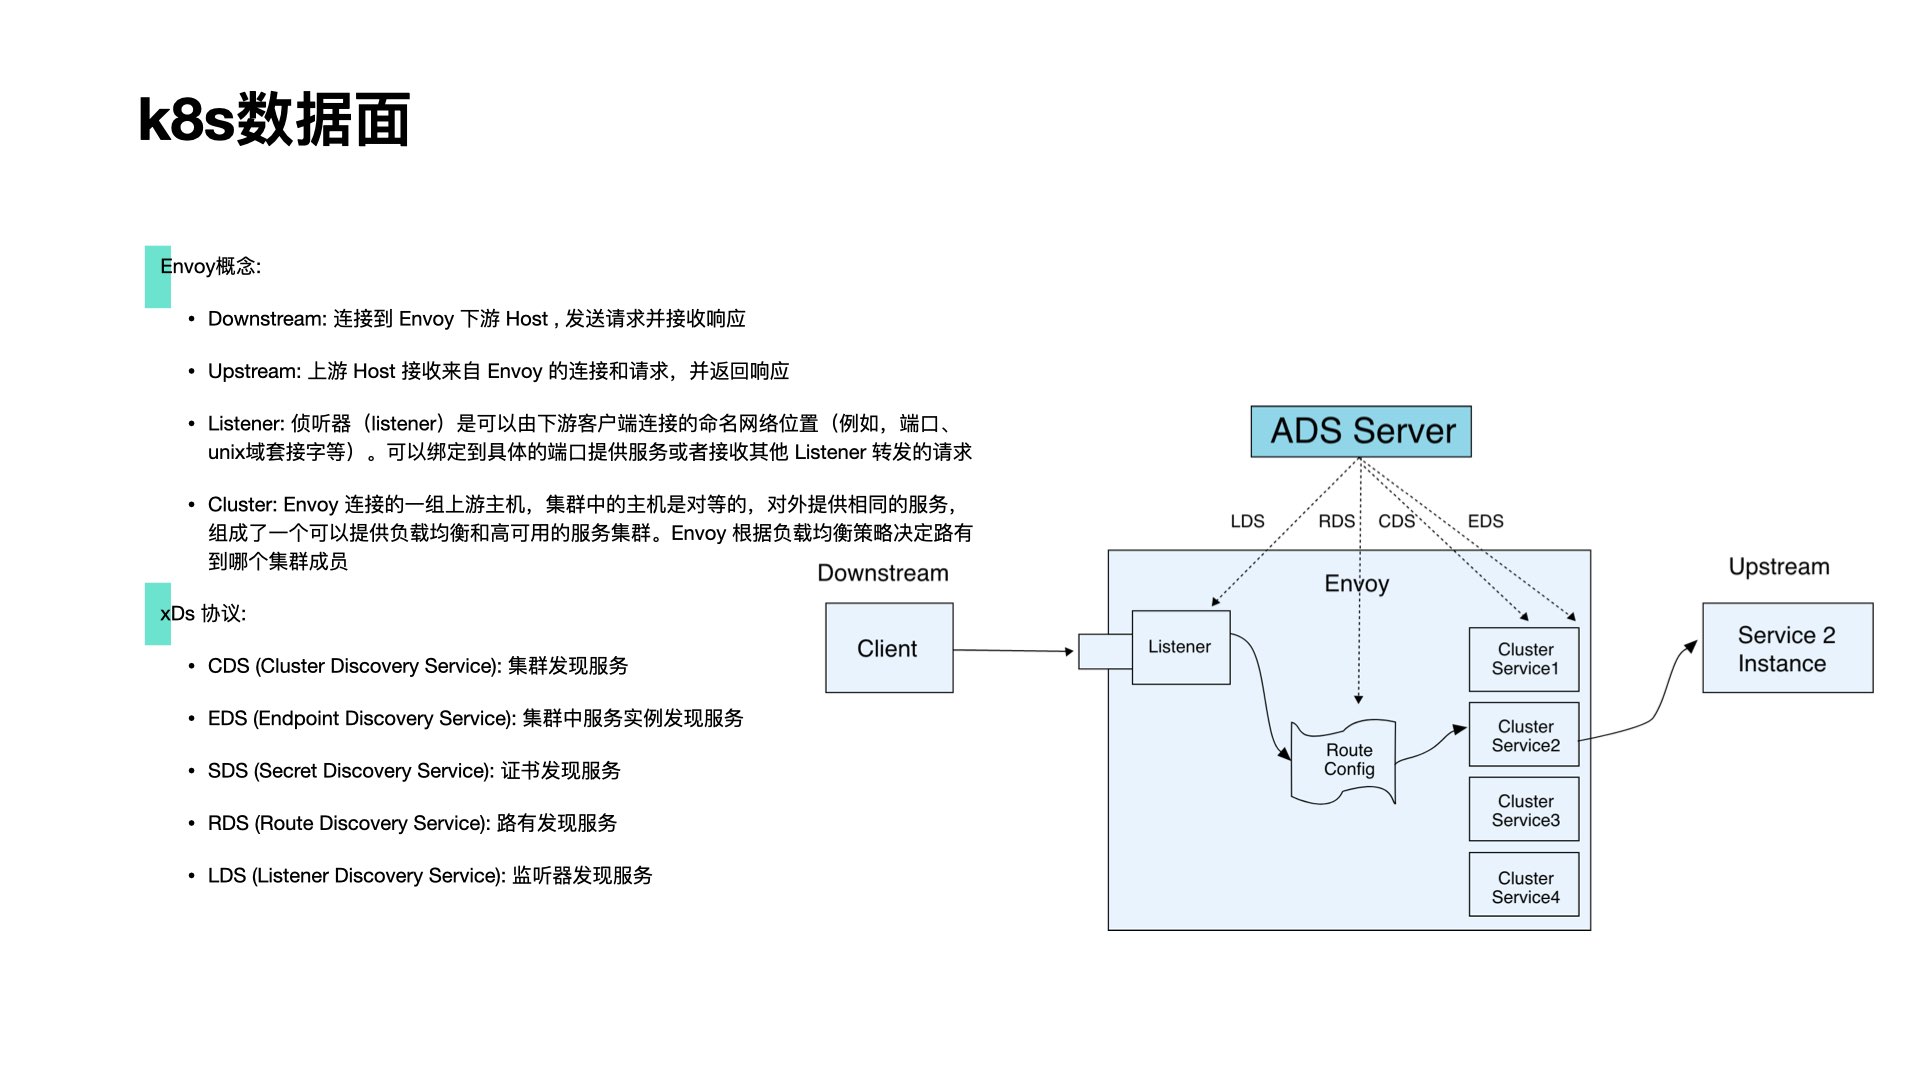 k8s数据面
Envoy概念:
• Downstream: 连接到 Envoy 下游 Host , 发送请求并接收响应
• Upstream: 上游 Host 接收来自 Envoy 的连接和请求，并返回响应
• Listener: 侦听器（listener）是可以由下游客户端连接的命名网络位置（例如，端口、
unix域套接字等）。可以绑定到具体的端口提供服务或者接收其他 Listener 转发的请求
• Cluster: Envoy 连接的一组上游主机，集群中的主机是对等的，对外提供相同的服务，
组成了一个可以提供负载均衡和高可用的服务集群。Envoy 根据负载均衡策略决定路有
到哪个集群成员
xDs 协议:
• CDS (Cluster Discovery Service): 集群发现服务
• EDS (Endpoint Discovery Service): 集群中服务实例发现服务
• SDS (Secret Discovery Service): 证书发现服务
• RDS (Route Discovery Service): 路有发现服务
• LDS (Listener Discovery Service): 监听器发现服务
ADS Server
LDS
RDS
CDS
EDS
Downstream
Client
Envoy
Listener
Route
Config
Cluster
Service1
Cluster
Service2
Cluster
Service3
Cluster
Service4
Upstream
Service 2
Instance